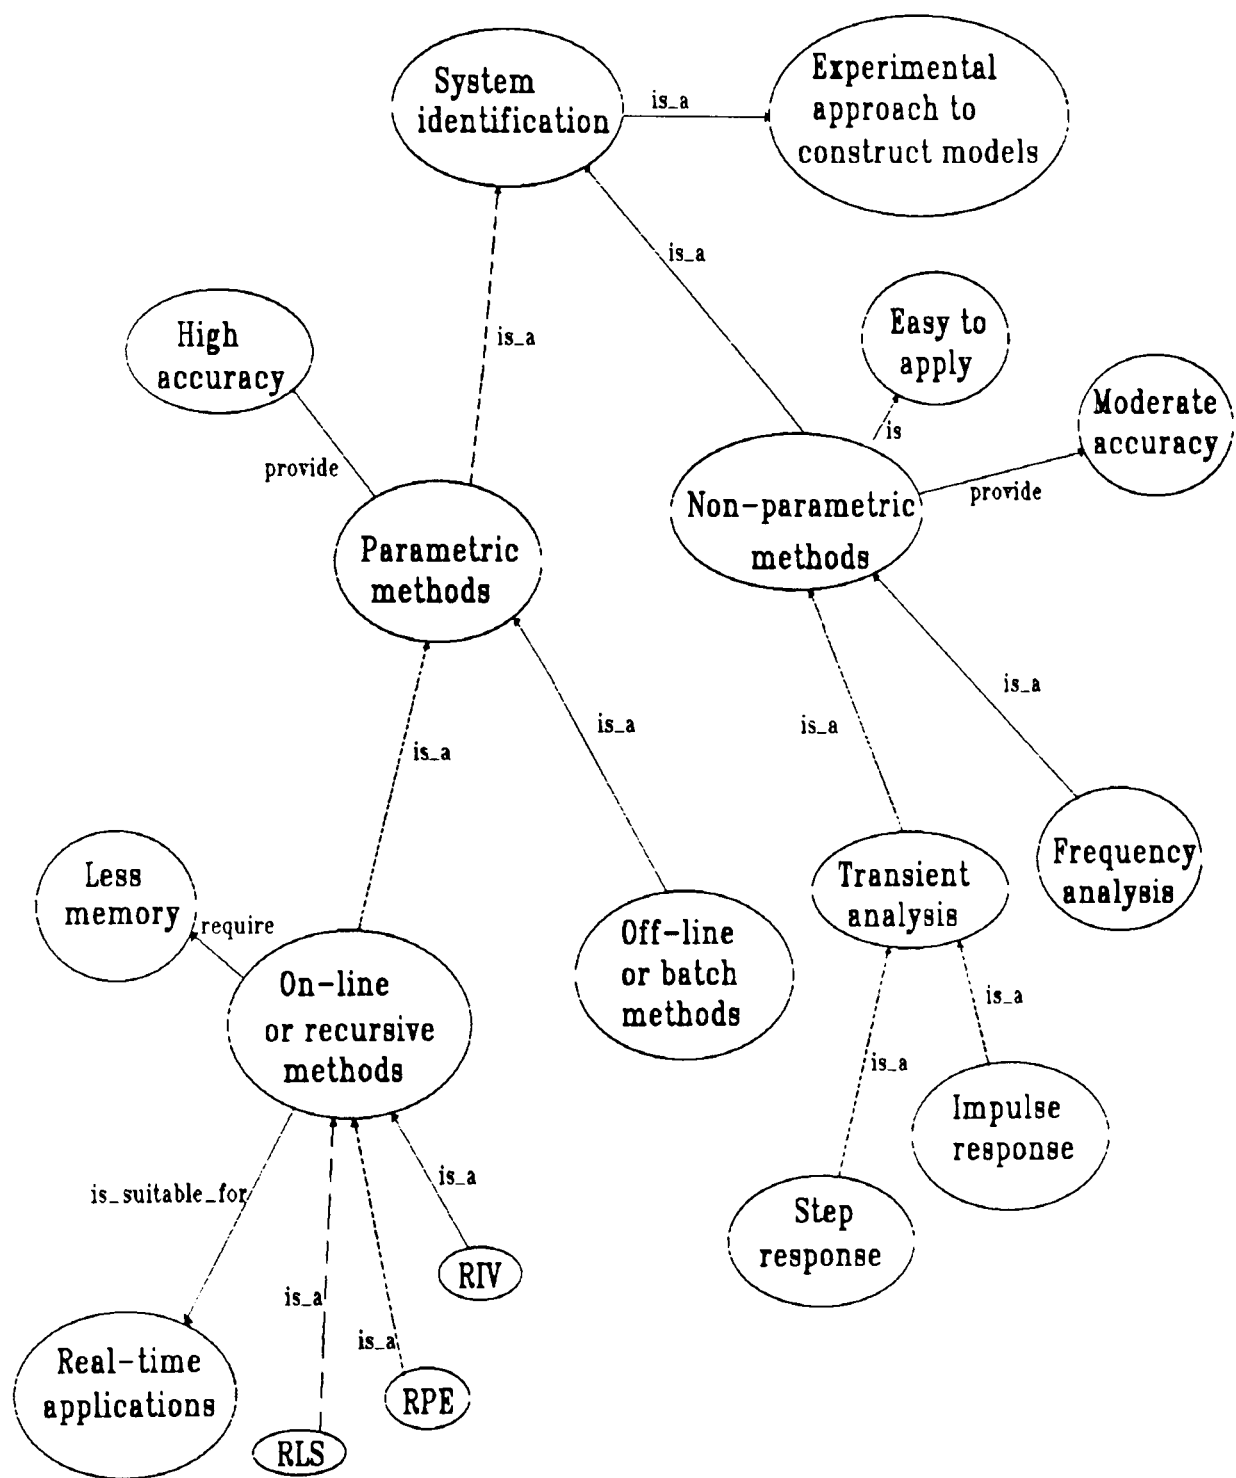 System
identification
is_a
Experimental
approach to
construct models
is_a
is_a
High
accuracy
provide
Easy to
apply
is
Moderate
accuracy
provide
Parametric
methods
Non-parametric
methods
is_a
is_a
is_a
is_a
Less
memory
require
On-line
or recursive
methods
Off-line
or batch
methods
Transient
analysis
Frequency
analysis
is_a
is_a
Impulse
response
Step
response
is_suitable_for
is_a
is_a
is_a
RIV
RPE
RLS
Real-time
applications